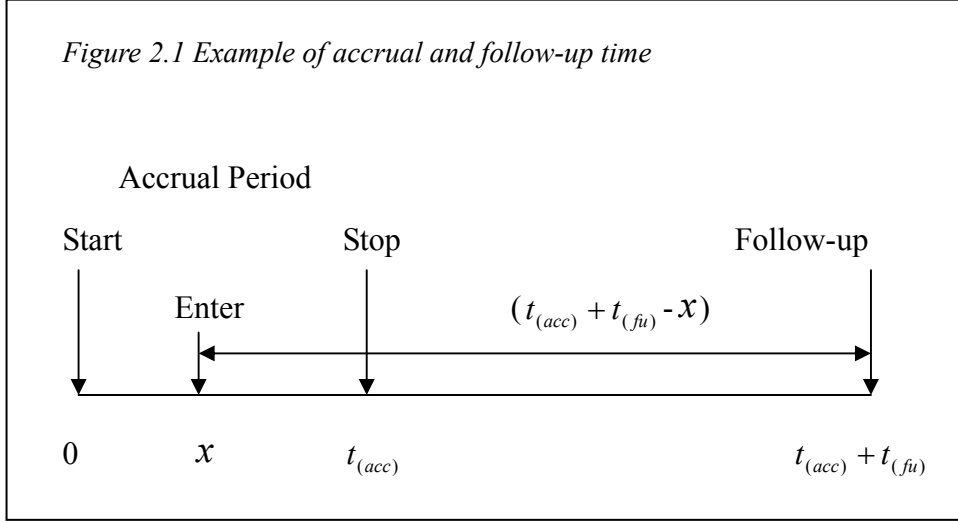 Figure 2.1 Example of accrual and follow-up time
Accrual Period
Start Stop Follow-up
Enter (t(acc) + t(fu) - x)
0 x t(acc) t(acc) + t(fu)